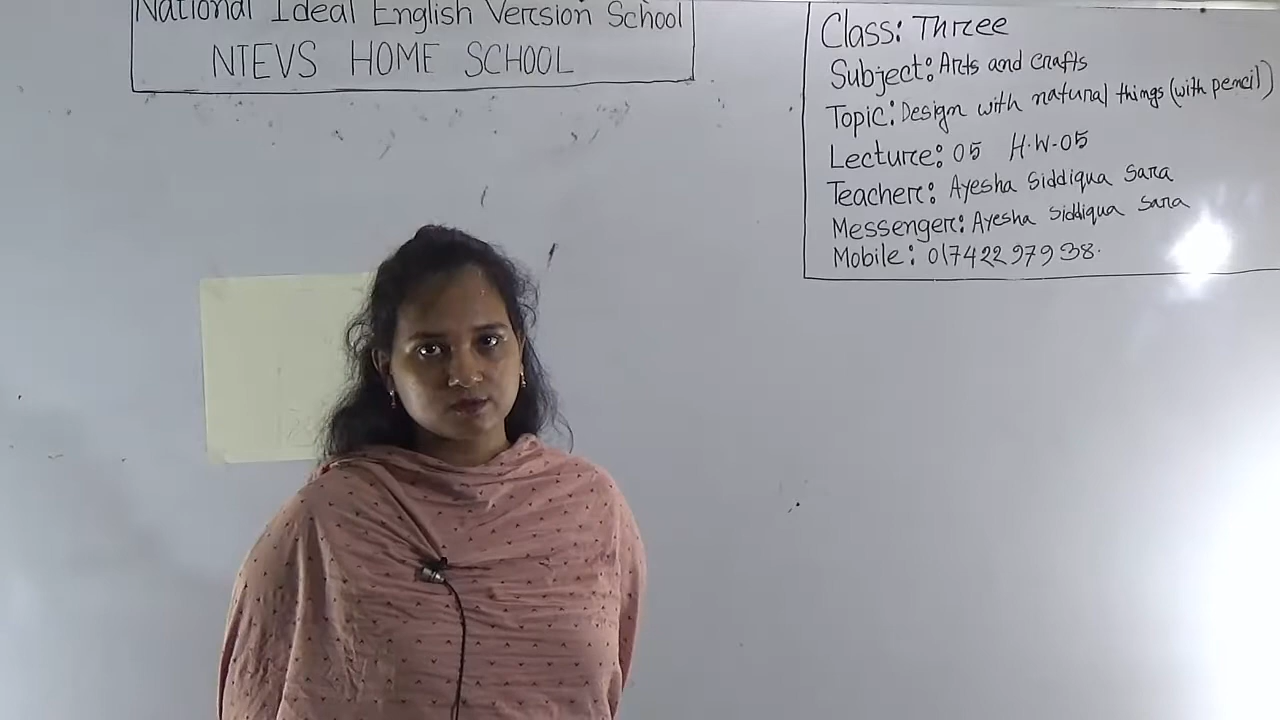 National Ideal English Version School
NIEVS HOME SCHOOL
Class: Three
Subject: Arts and crafts
Topic: Design with natural things (with pencil)
Lecture: 05 H.W-05
Teacher: Ayesha Siddiqua Sara
Messenger: Ayesha Siddiqua Sara
Mobile: 01742297938.